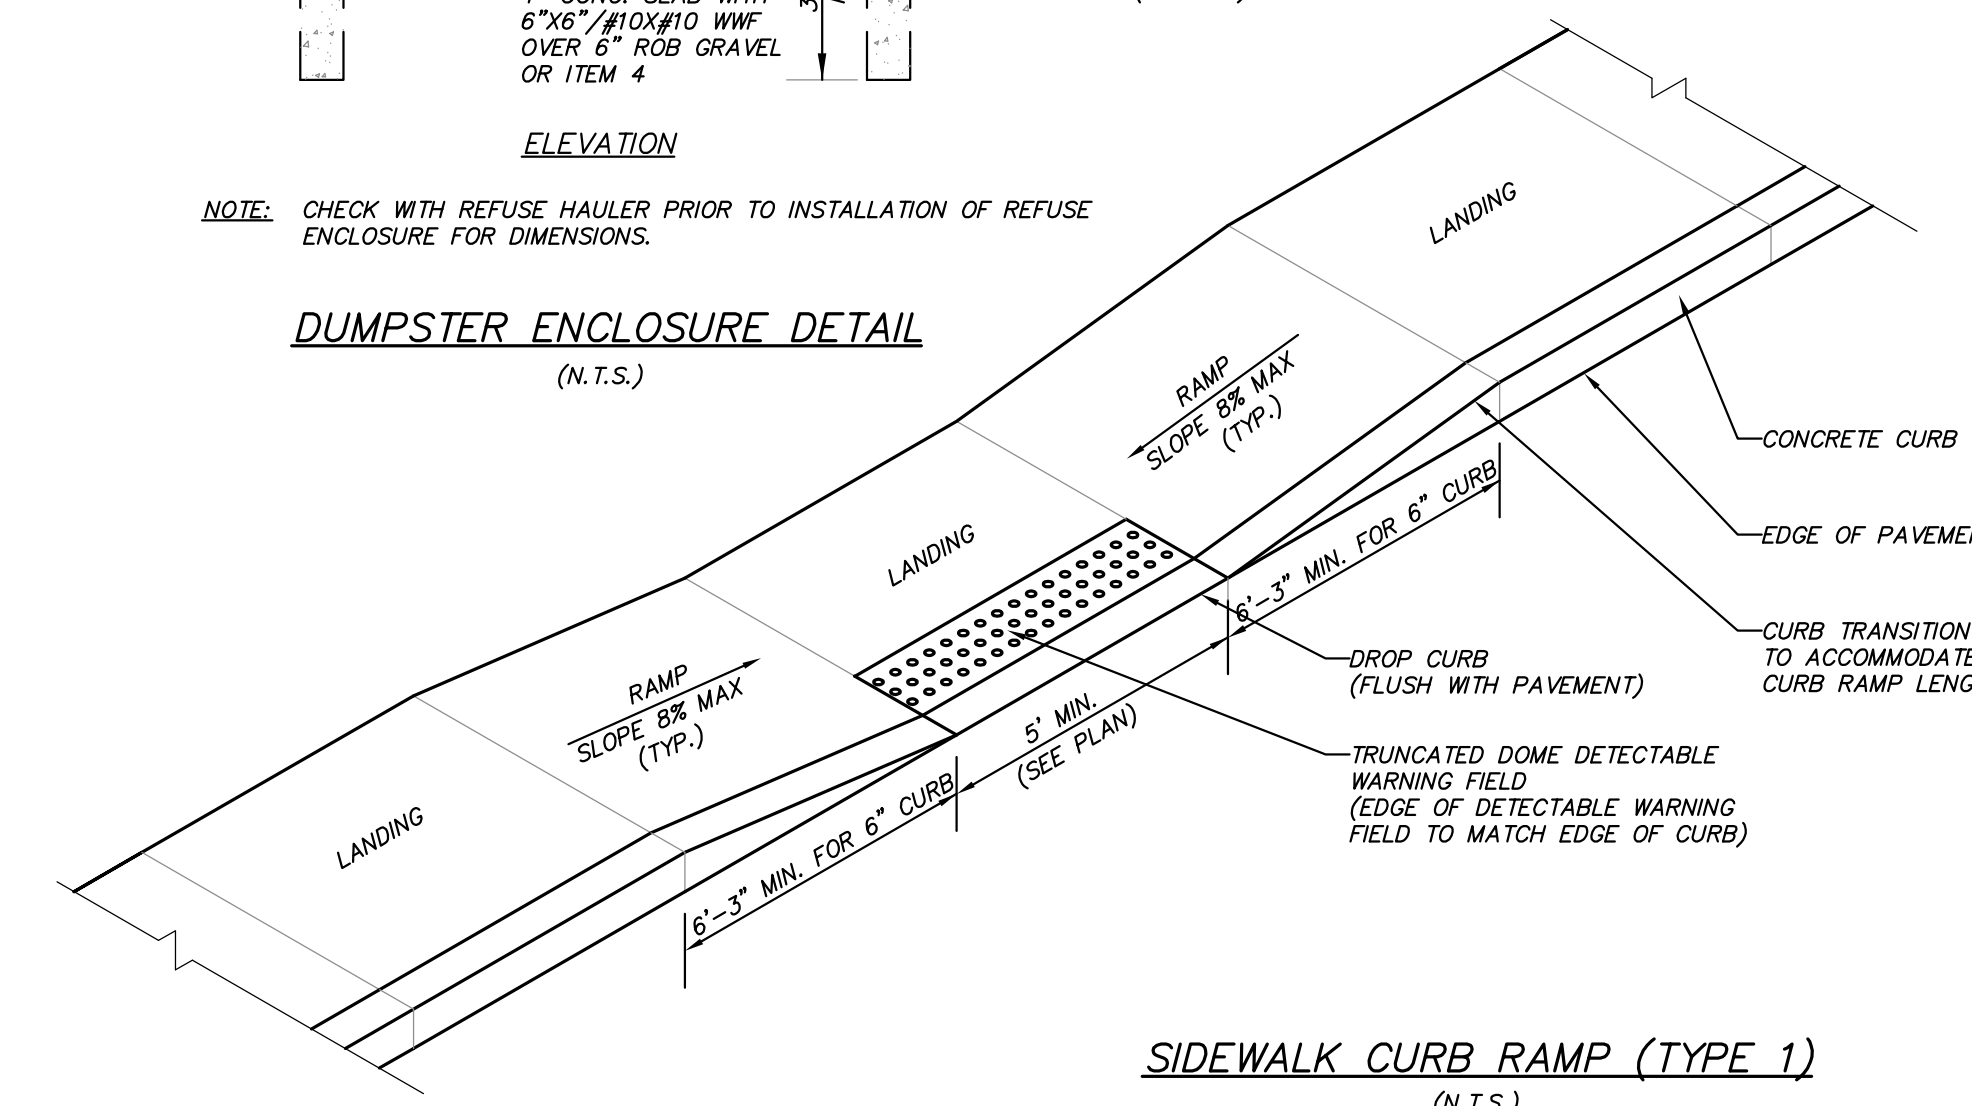 6"X6"/#10X#10 WWF
OVER 6" ROB GRAVEL
OR ITEM 4
ELEVATION
NOTE: CHECK WITH REFUSE HAULER PRIOR TO INSTALLATION OF REFUSE
ENCLOSURE FOR DIMENSIONS.
DUMPSTER ENCLOSURE DETAIL
(N.T.S.)
LANDING
RAMP
SLOPE 8% MAX
(TYP.)
LANDING
RAMP
SLOPE 8% MAX
(TYP.)
LANDING
6'-3" MIN. FOR 6" CURB
5' MIN.
(SEE PLAN)
6'-3" MIN. FOR 6" CURB
CONCRETE CURB
EDGE OF
CURB TRANSITION
TO ACCOMMODATE
CURB RAMP
DROP CURB
(FLUSH WITH PAVEMENT)
TRUNCATED DOME DETECTABLE
WARNING FIELD
(EDGE OF DETECTABLE WARNING
FIELD TO MATCH EDGE OF CURB)
SIDEWALK CURB RAMP (TYPE 1)
(N.T.S.)